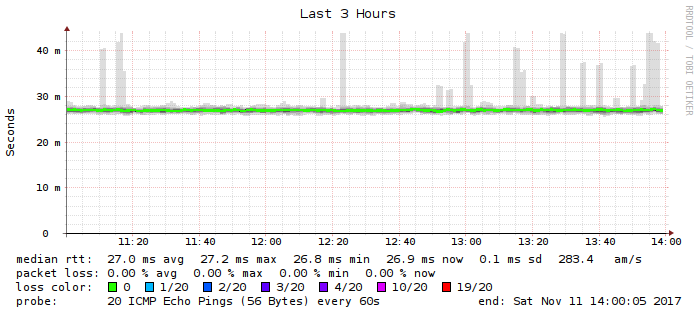 Last 3 Hours
RRDTOOL / TOBI OETIKER
Seconds
40 m
30 m
20 m
10 m
0
11:20 11:40 12:00 12:20 12:40 13:00 13:20 13:40 14:00
median rtt: 27.0 ms avg 27.2 ms max 26.8 ms min 26.9 ms now 0.1 ms sd 283.4 am/s
packet loss: 0.00 % avg 0.00 % max 0.00 % min 0.00 % now
loss color: 0 1/20 2/20 3/20 4/20 10/20 19/20
probe: 20 ICMP Echo Pings (56 Bytes) every 60s end: Sat Nov 11 14:00:05 2017